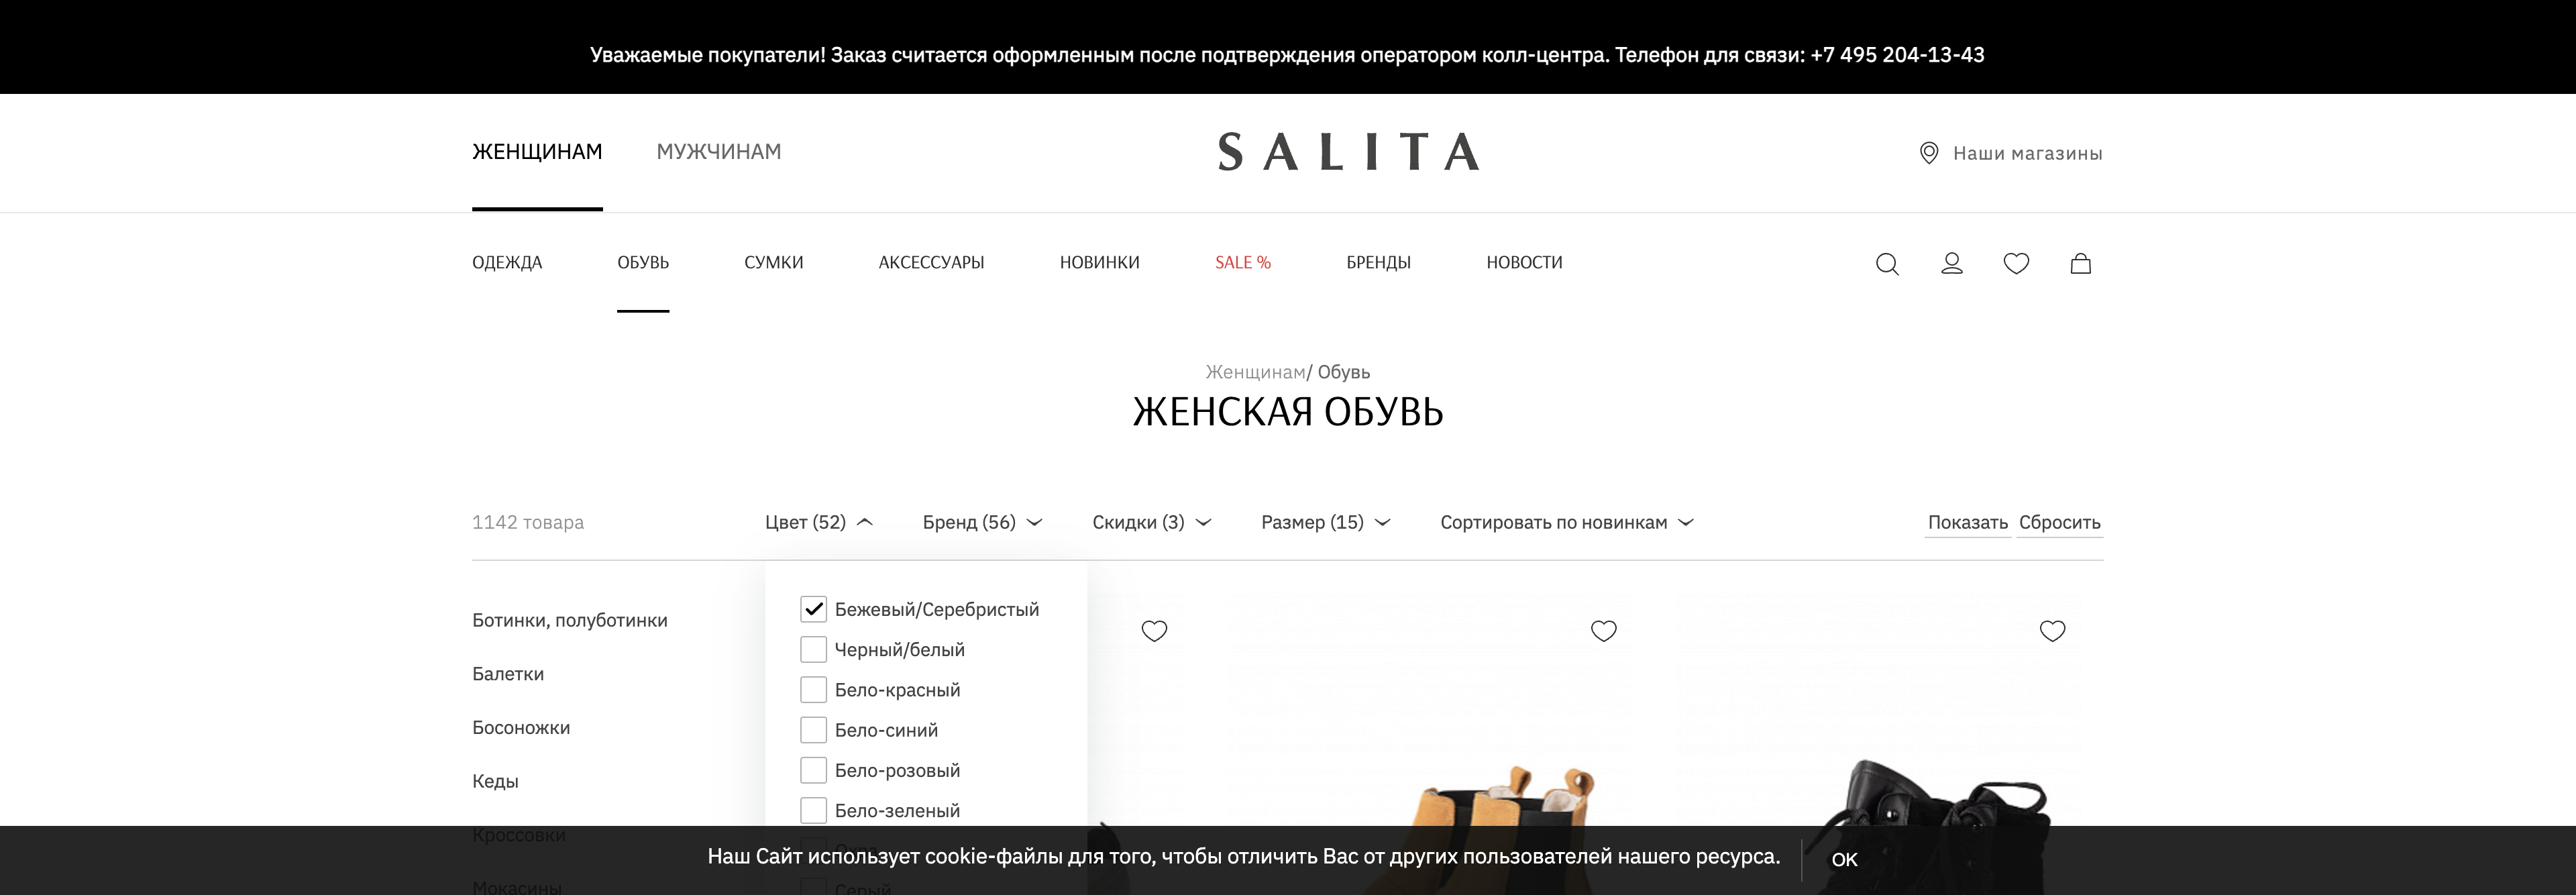 Уважаемые покупатели! Заказ считается оформленным после подтверждения оператором колл-центра. Телефон для связи: +7 495 204-13-43
ЖЕНЩИНАМ МУЖЧИНАМ SALITA Наши магазины
ОДЕЖДА ОБУВЬ СУМКИ АКСЕССУАРЫ НОВИНКИ SALE % БРЕНДЫ НОВОСТИ
Женщинам/ Обувь
ЖЕНСКАЯ ОБУВЬ
1142 товара Цвет (52) Бренд (56) Скидки (3) Размер (15) Сортировать по новинкам Показать Сбросить
Ботинки, полуботинки
Балетки
Босоножки
Кеды
Кроссовки
Мокасины
Бежевый/Серебристый
Черный/белый
Бело-красный
Бело-синий
Бело-розовый
Бело-зеленый
Серый
Наш Сайт использует cookie-файлы для того, чтобы отличить Вас от других пользователей нашего ресурса. OK